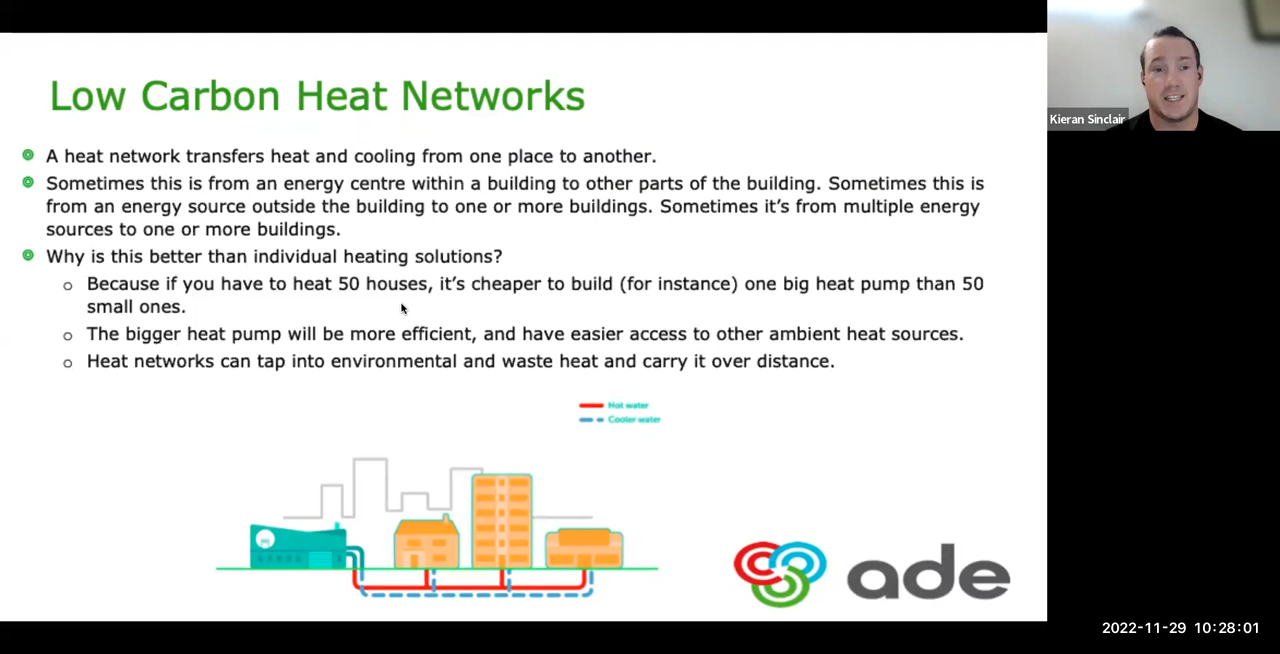 Low Carbon Heat Networks
A heat network transfers heat and cooling from one place to another.
Sometimes this is from an energy centre within a building to other parts of the building. Sometimes this is
from an energy source outside the building to one or more buildings. Sometimes it’s from multiple energy
sources to one or more buildings.
Why is this better than individual heating solutions?
Because if you have to heat 50 houses, it’s cheaper to build (for instance) one big heat pump than 50
small ones.
The bigger heat pump will be more efficient, and have easier access to other ambient heat sources.
Heat networks can tap into environmental and waste heat and carry it over distance.
Hot water
Cooler water
ade
Kieran Sinclair
2022-11-29 10:28:01